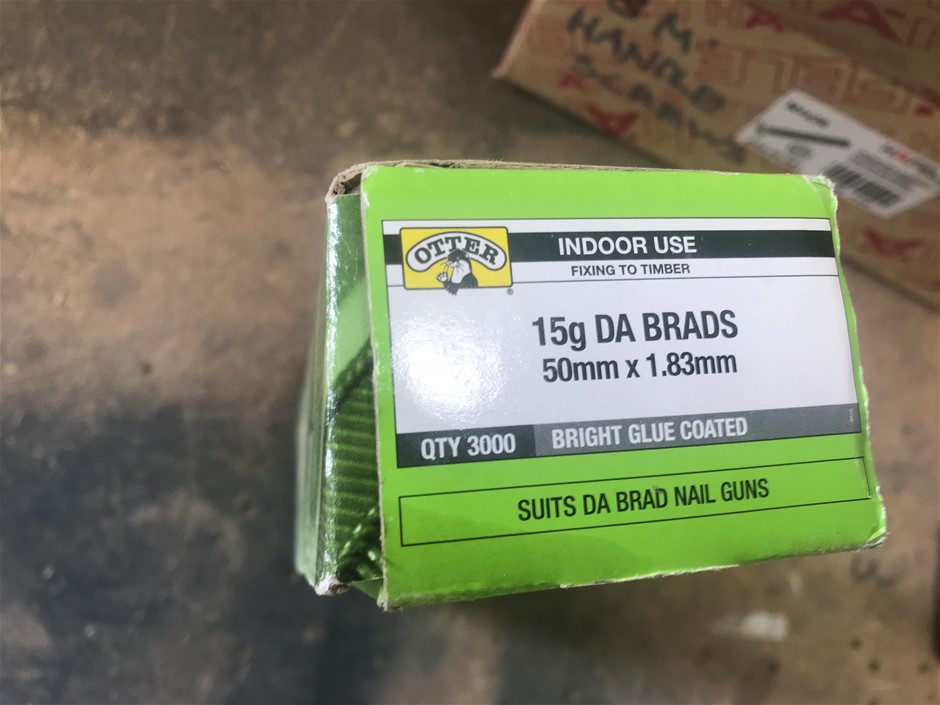 M.
HANDLE
OTTER
INDOOR USE
FIXING TO TIMBER
15g DA BRADS
50mm x 1.83mm
QTY 3000
BRIGHT GLUE COATED
SUITS DA BRAD NAIL GUNS